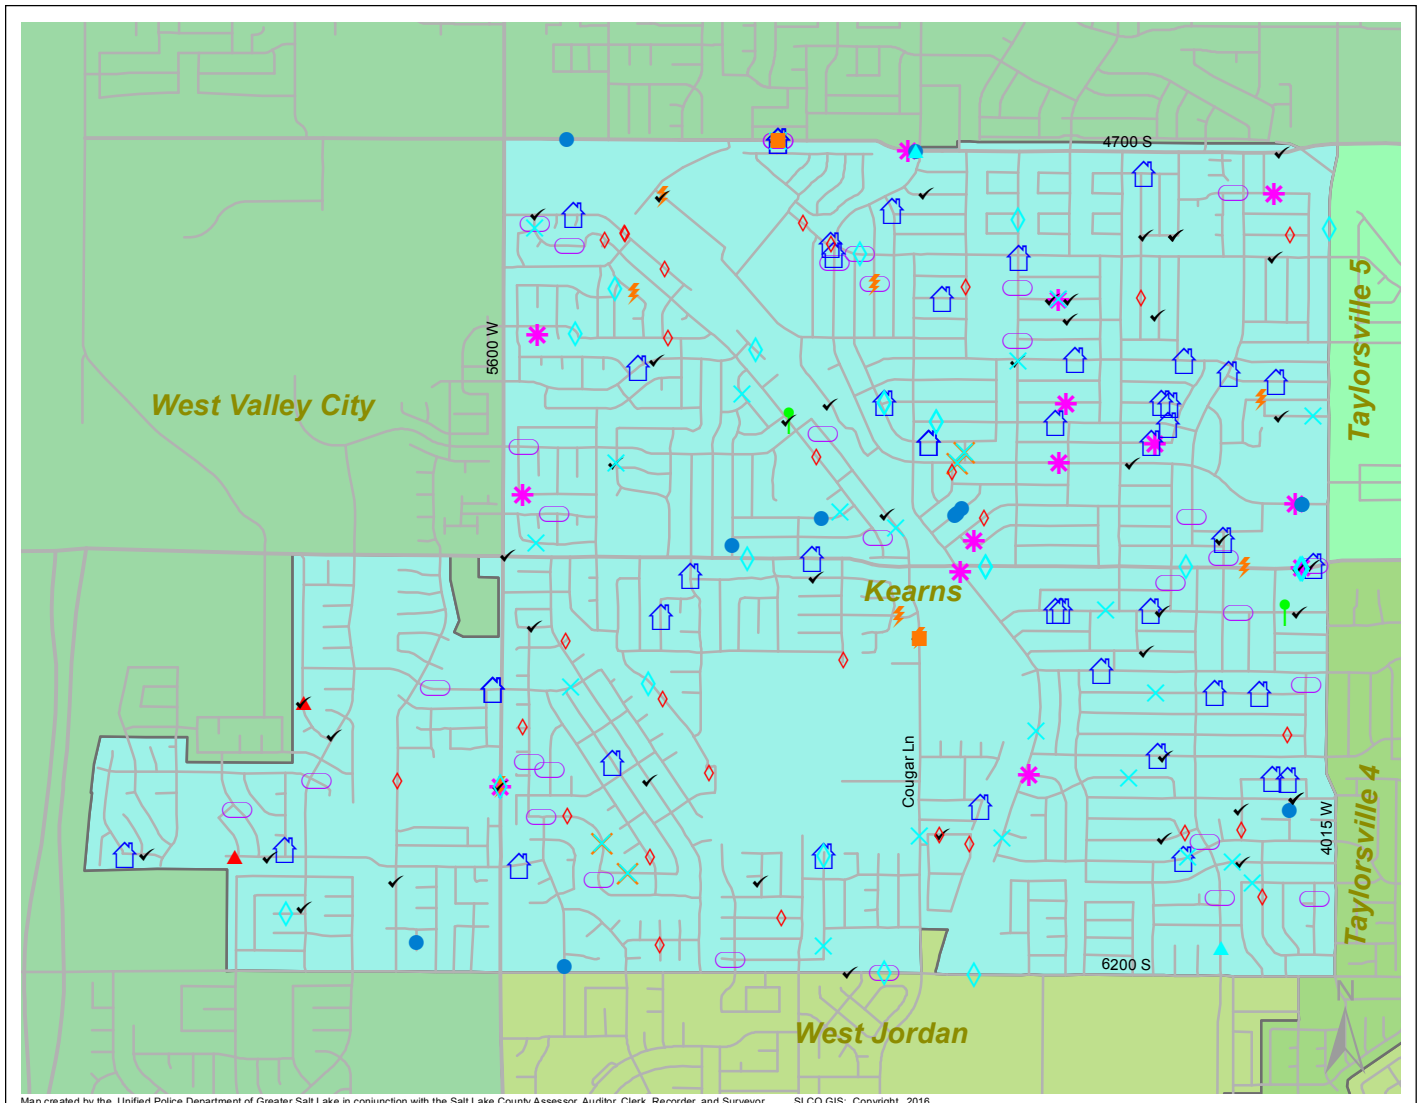 4700 S
Taylorsville 5
5600 W
West Valley City
Kearns
Cougar Ln
Taylorsville 4
4015 W
6200 S
N
West Jordan
Map created by the Unified Police Department of Greater Salt Lake in conjunction with the Salt Lake County Assessor, Auditor, Clerk, Recorder, and Surveyor. SLCO GIS: Copyright 2016